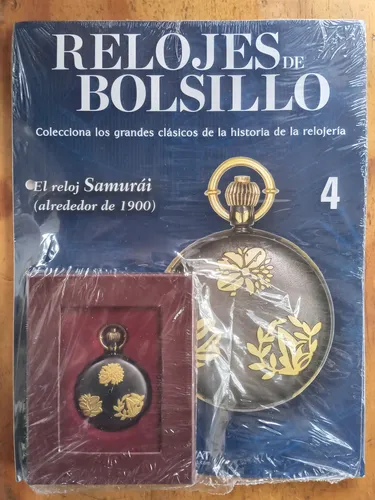 RELOJES DE
BOLSILLO
Colecciona los grandes clásicos de la historia de la relojería
El reloj Samurái
(alrededor de 1900)
4